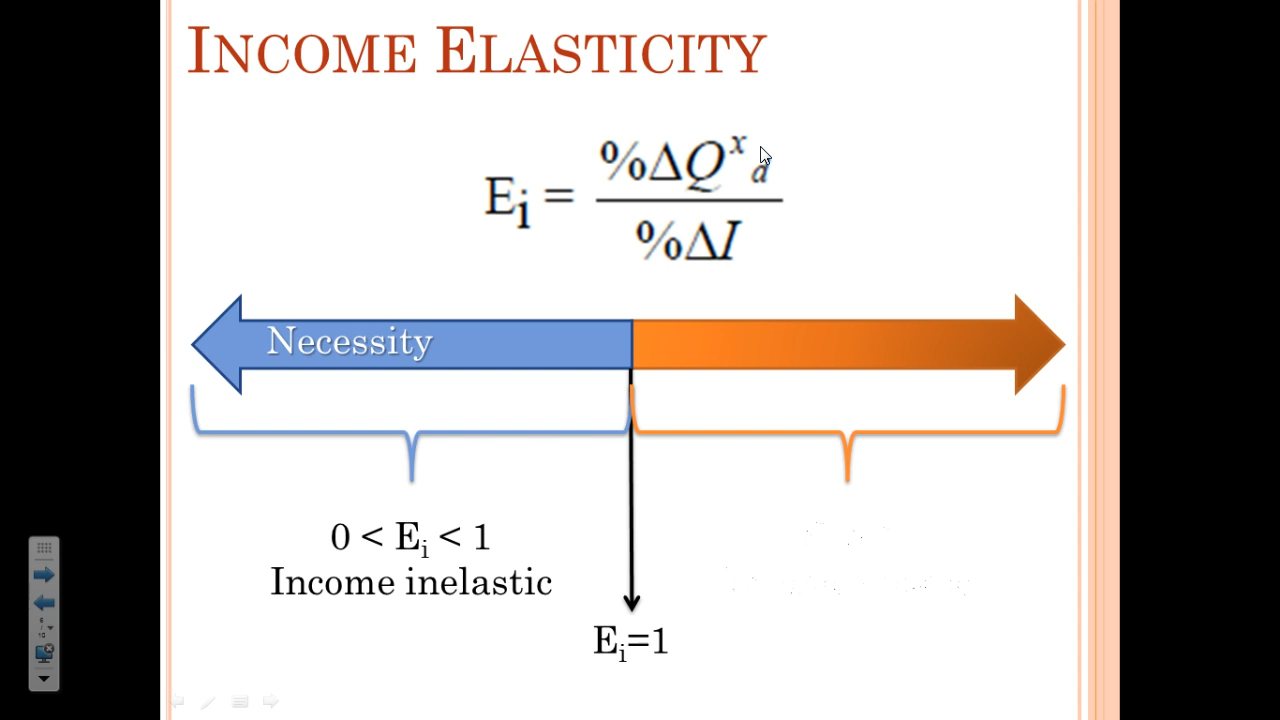 INCOME ELASTICITY
Ei = %ΔQxd / %ΔI
Necessity
0 < Ei < 1
Income inelastic
Ei=1